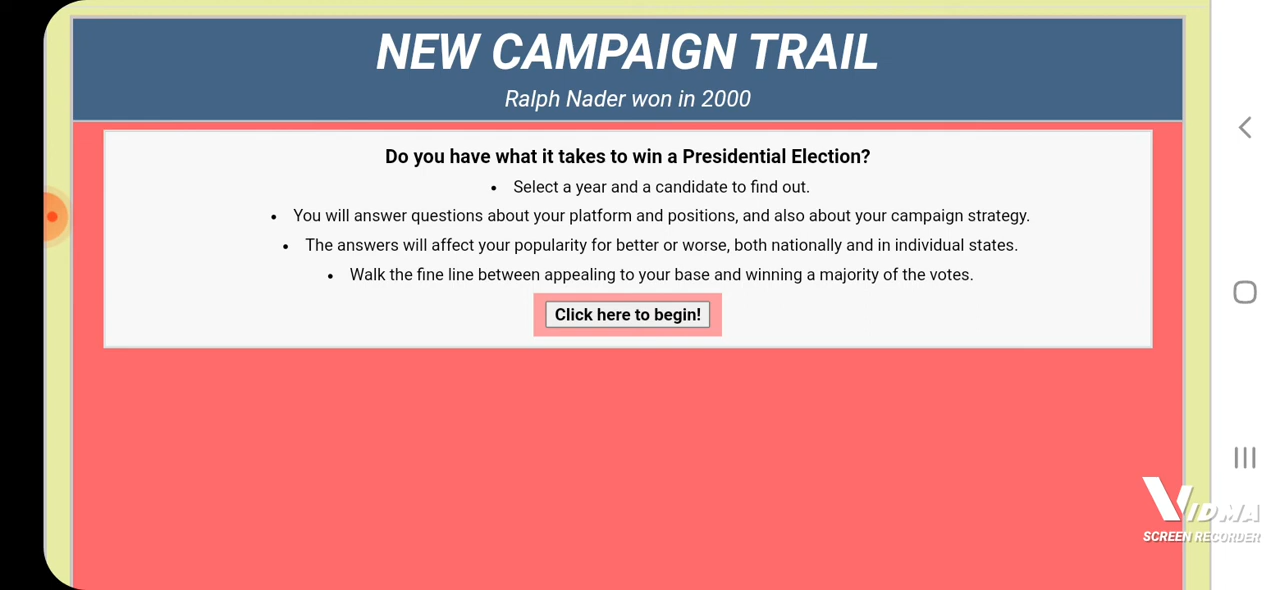 NEW CAMPAIGN TRAIL
Ralph Nader won in 2000
Do you have what it takes to win a Presidential Election?
• Select a year and a candidate to find out.
• You will answer questions about your platform and positions, and also about your campaign strategy.
• The answers will affect your popularity for better or worse, both nationally and in individual states.
• Walk the fine line between appealing to your base and winning a majority of the votes.
Click here to begin!
VIDMA
SCREEN RECORDER